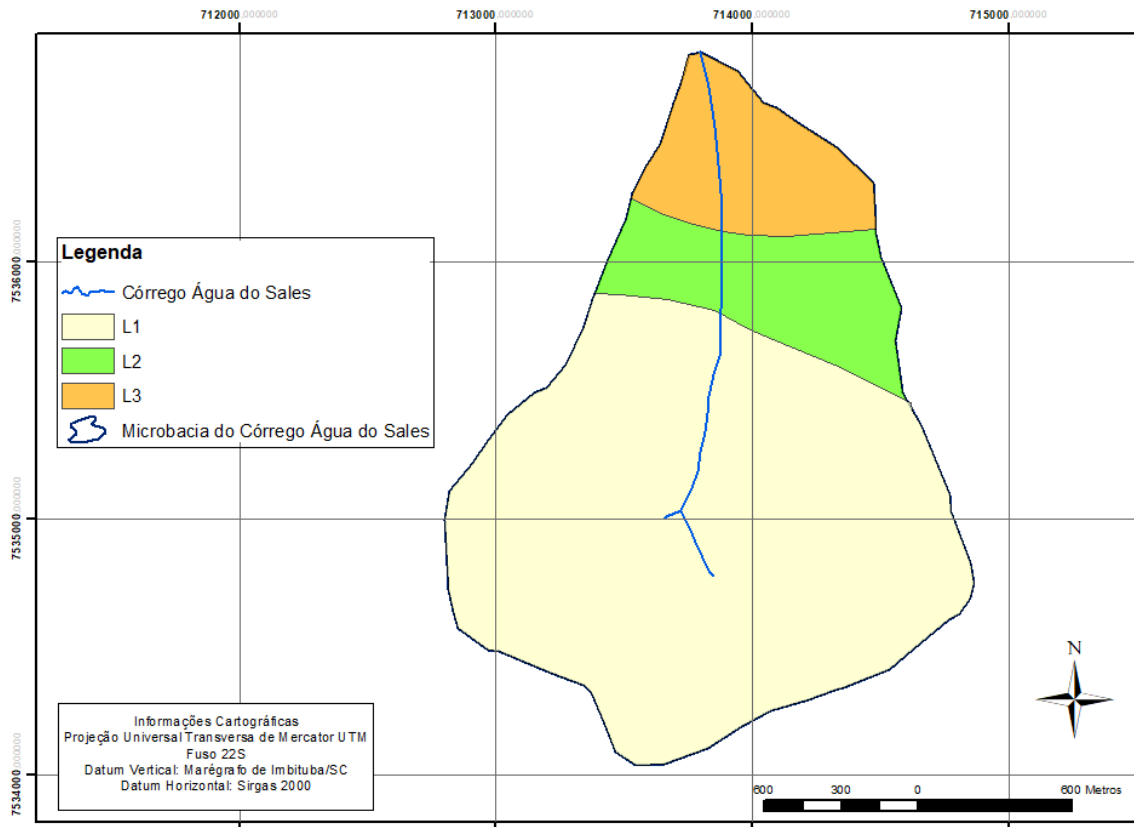 712000.000000 713000.000000 714000.000000 715000.000000
7536000.000000
7535000.000000
7534000.000000
Legenda
Córrego Água do Sales
L1
L2
L3
Microbacia do Córrego Água do Sales
N
Informações Cartográficas
Projeção Universal Transversa de Mercator UTM
Fuso 22S
Datum Vertical: Marégrafo de Imbituba/SC
Datum Horizontal: Sirgas 2000
600 300 0 600 Metros